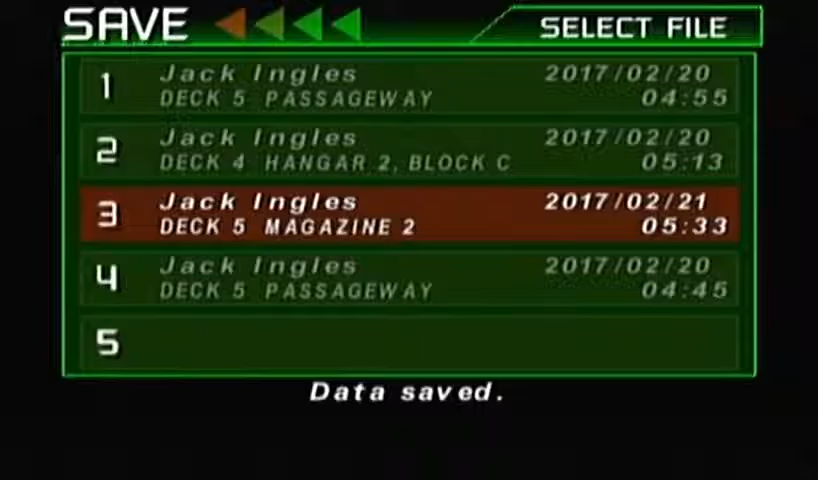 SAVE
SELECT FILE
1 Jack Ingles 2017/02/20
DECK 5 PASSAGEWAY 04:55
2 Jack Ingles 2017/02/20
DECK 4 HANGAR 2, BLOCK C 05:13
3 Jack Ingles 2017/02/21
DECK 5 MAGAZINE 2 05:33
4 Jack Ingles 2017/02/20
DECK 5 PASSAGEWAY 04:45
5
Data saved.